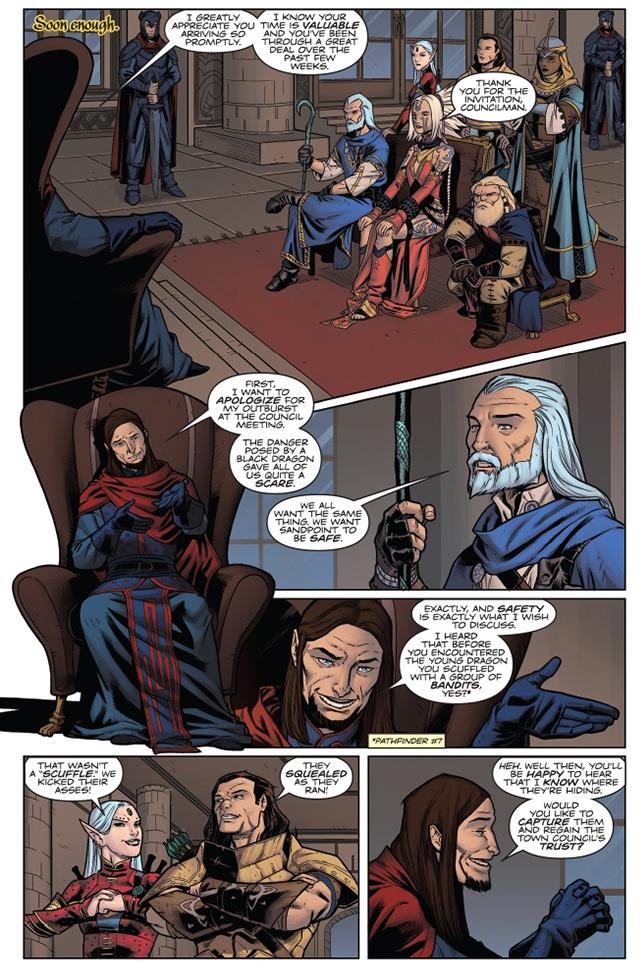 Soon enough.
I GREATLY
APPRECIATE YOU
ARRIVING SO
PROMPTLY.
I KNOW YOUR
TIME IS VALUABLE
AND YOU'VE BEEN
THROUGH A GREAT
DEAL OVER THE
PAST FEW
WEEKS.
THANK
YOU FOR THE
INVITATION,
COUNCILMAN.
FIRST,
I WANT TO
APOLOGIZE FOR
MY OUTBURST
AT THE COUNCIL
MEETING.
THE DANGER
POSED BY A
BLACK DRAGON
GAVE ALL OF
US QUITE A
SCARE.
WE ALL
WANT THE SAME
THING. WE WANT
SANDPOINT TO
BE SAFE.
EXACTLY, AND SAFETY
IS EXACTLY WHAT I WISH
TO DISCUSS.
I HEARD
THAT BEFORE
YOU ENCOUNTERED
THE YOUNG DRAGON
YOU SCUFFLED
WITH A GROUP OF
BANDITS,
YES?*
*PATHFINDER #7
THAT WASN'T
A "SCUFFLE." WE
KICKED THEIR
ASSES!
THEY
SQUEALED AS
THEY RAN!
HEH. WELL THEN, YOU'LL
BE HAPPY TO HEAR
THAT I KNOW WHERE
THEY'RE HIDING.
WOULD
YOU LIKE TO
CAPTURE THEM
AND REGAIN THE
TOWN COUNCIL'S
TRUST?